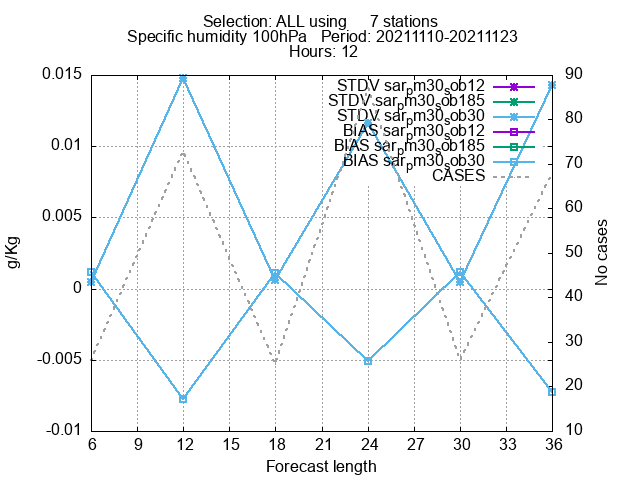 Selection: ALL using 7 stations
Specific humidity 100hPa Period: 20211110-20211123
Hours: 12
STDV sar_pm30_sob12
STDV sar_pm30_sob185
STDV sar_pm30_sob30
BIAS sar_pm30_sob12
BIAS sar_pm30_sob185
BIAS sar_pm30_sob30
CASES
0.015
0.01
0.005
0
-0.005
-0.01
g/Kg
90
80
70
60
50
40
30
20
10
No cases
6 9 12 15 18 21 24 27 30 33 36
Forecast length